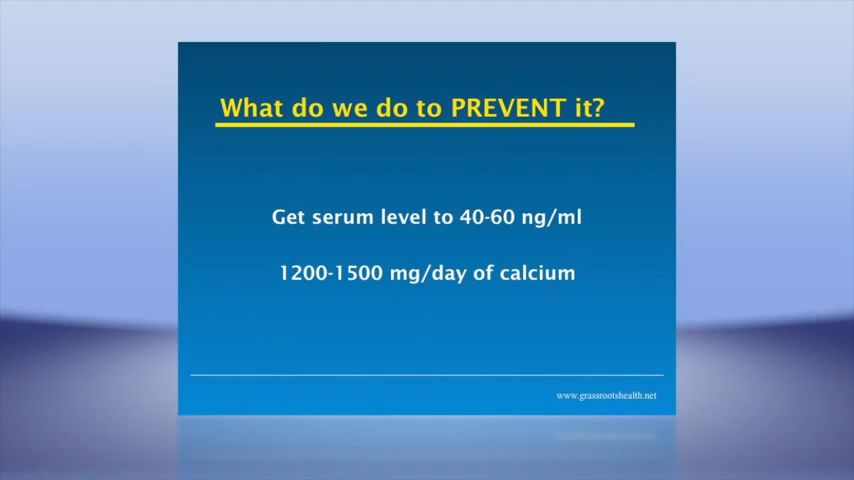 What do we do to PREVENT it?
Get serum level to 40-60 ng/ml
1200-1500 mg/day of calcium
www.grassrootshealth.net